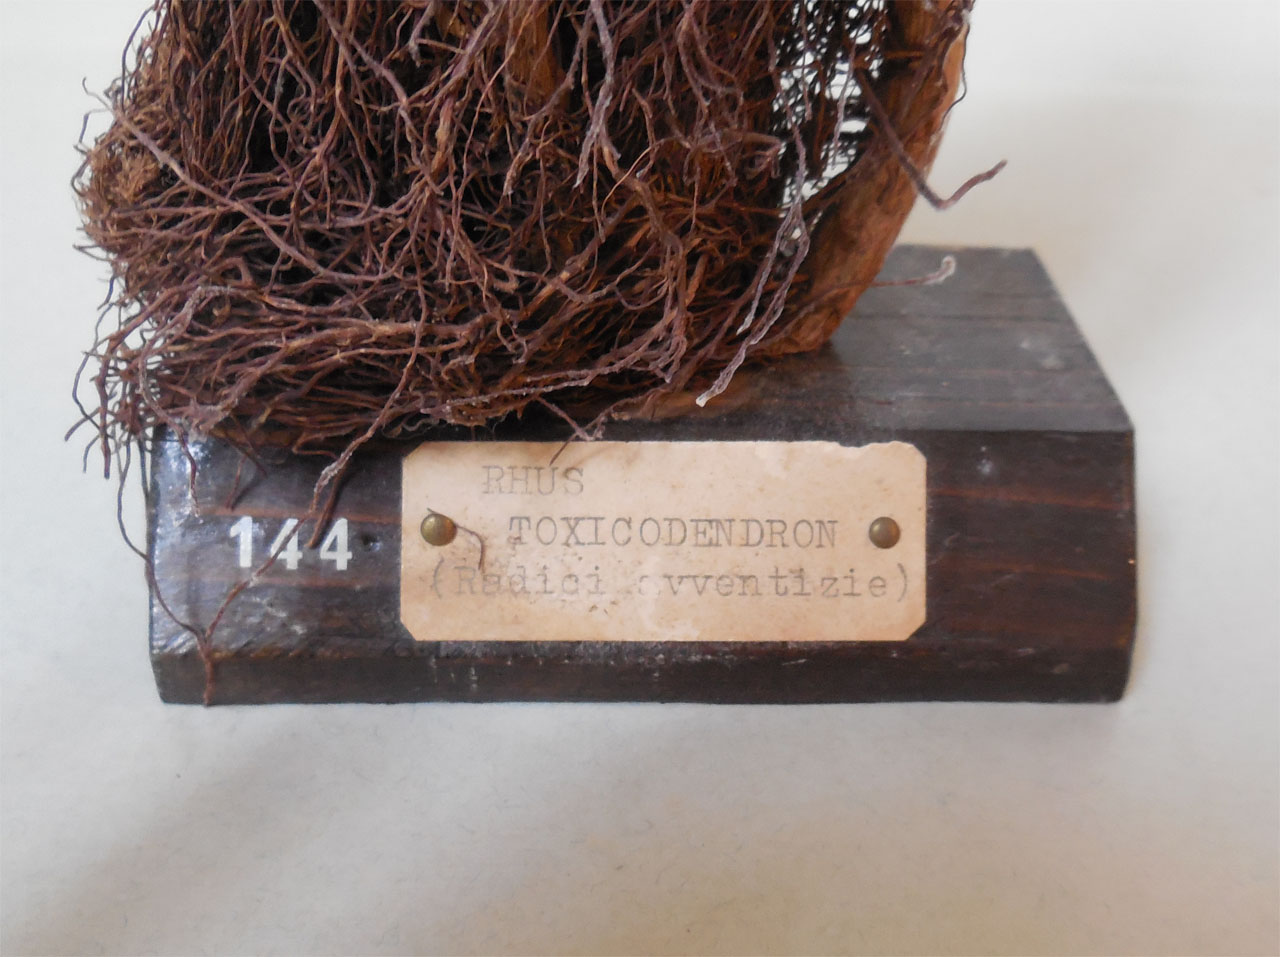 144
RHUS
TOXICODENDRON
(Radici avventizie)